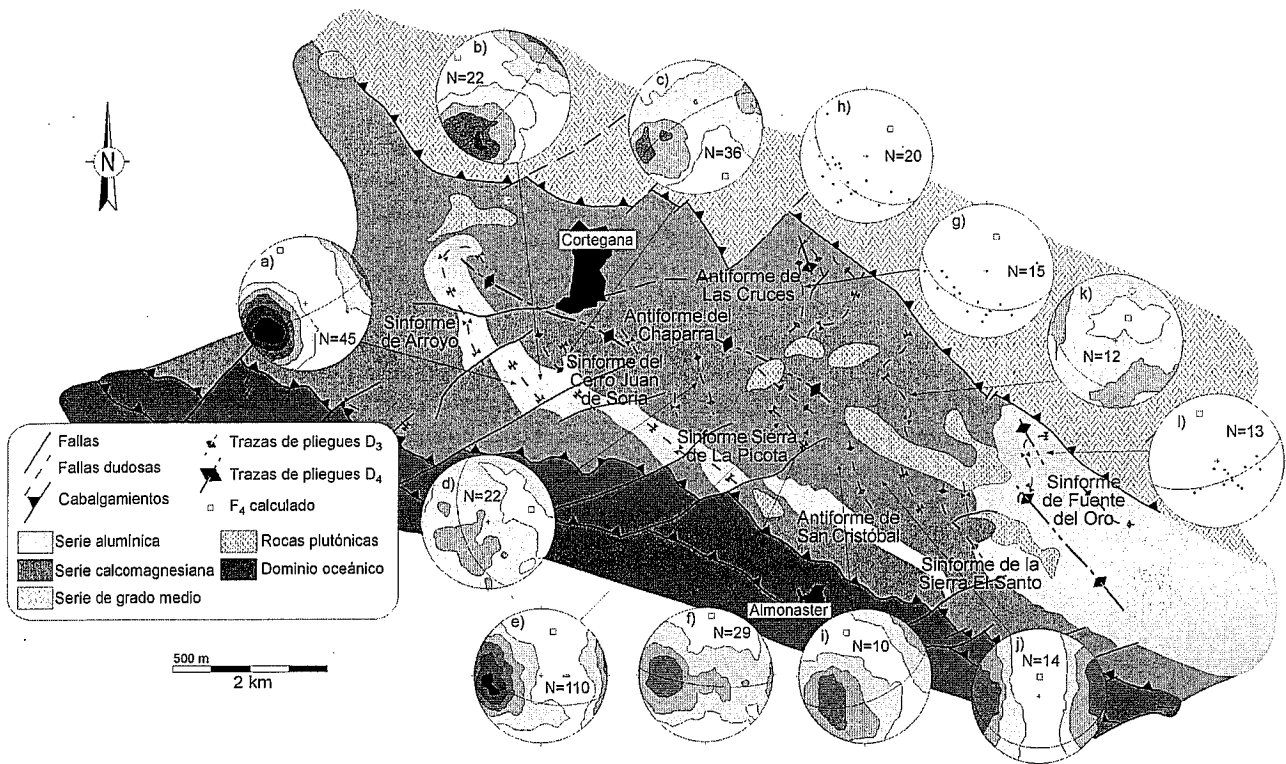 b)
N=22
c)
N=36
h)
N=20
N
g)
N=15
Cortegana
a)
N=45
k)
N=12
Antiforme de
Las Cruces
Sinforme
de Arroyo
Antiforme del
Chaparral
Sinforme del
Cerro Juan
de Soria
l)
N=13
Fallas
Fallas dudosas
Cabalgamientos
Trazas de pliegues D3
Trazas de pliegues D4
F4 calculado
Serie alumínica
Serie calcomagnesiana
Serie de grado medio
Rocas plutónicas
Dominio oceánico
Sinforme Sierra
de La Picota
d)
N=22
Sinforme
de Fuente
del Oro
Antiforme de
San Cristóbal
Sinforme de la
Sierra El Santo
Almonaster
e)
N=110
f)
N=29
i)
N=10
j)
N=14
500 m
2 km